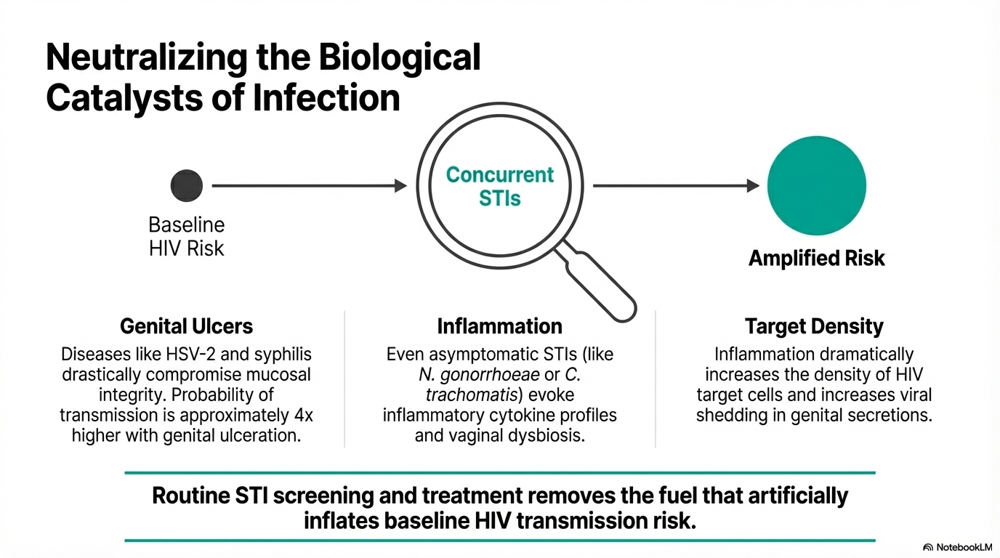 Neutralizing the Biological
Catalysts of Infection
Baseline
HIV Risk
Concurrent
STIs
Amplified Risk
Genital Ulcers
Diseases like HSV-2 and syphilis
drastically compromise mucosal
integrity. Probability of
transmission is approximately 4x
higher with genital ulceration.
Inflammation
Even asymptomatic STIs (like
N. gonorrhoeae or C.
trachomatis) evoke
inflammatory cytokine profiles
and vaginal dysbiosis.
Target Density
Inflammation dramatically
increases the density of HIV
target cells and increases viral
shedding in genital secretions.
Routine STI screening and treatment removes the fuel that artificially
inflates baseline HIV transmission risk.
NotebookLM